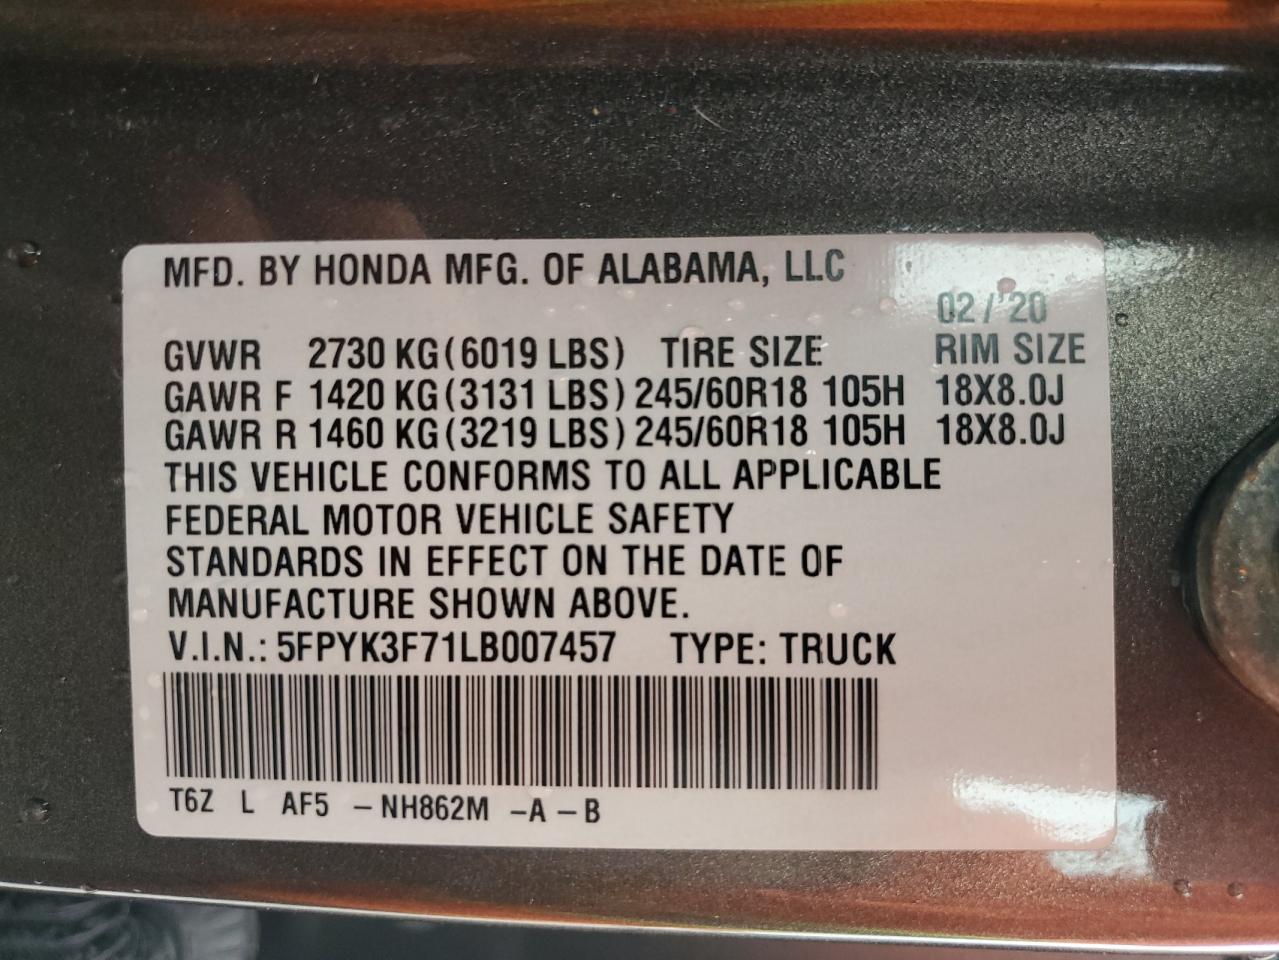 MFD. BY HONDA MFG. OF ALABAMA, LLC
02/'20
GVWR 2730 KG(6019 LBS) TIRE SIZE RIM SIZE
GAWR F 1420 KG(3131 LBS) 245/60R18 105H 18X8.0J
GAWR R 1460 KG(3219 LBS) 245/60R18 105H 18X8.0J
THIS VEHICLE CONFORMS TO ALL APPLICABLE
FEDERAL MOTOR VEHICLE SAFETY
STANDARDS IN EFFECT ON THE DATE OF
MANUFACTURE SHOWN ABOVE.
V.I.N.: 5FPYK3F71LB007457 TYPE: TRUCK
T6Z L AF5 -NH862M -A -B